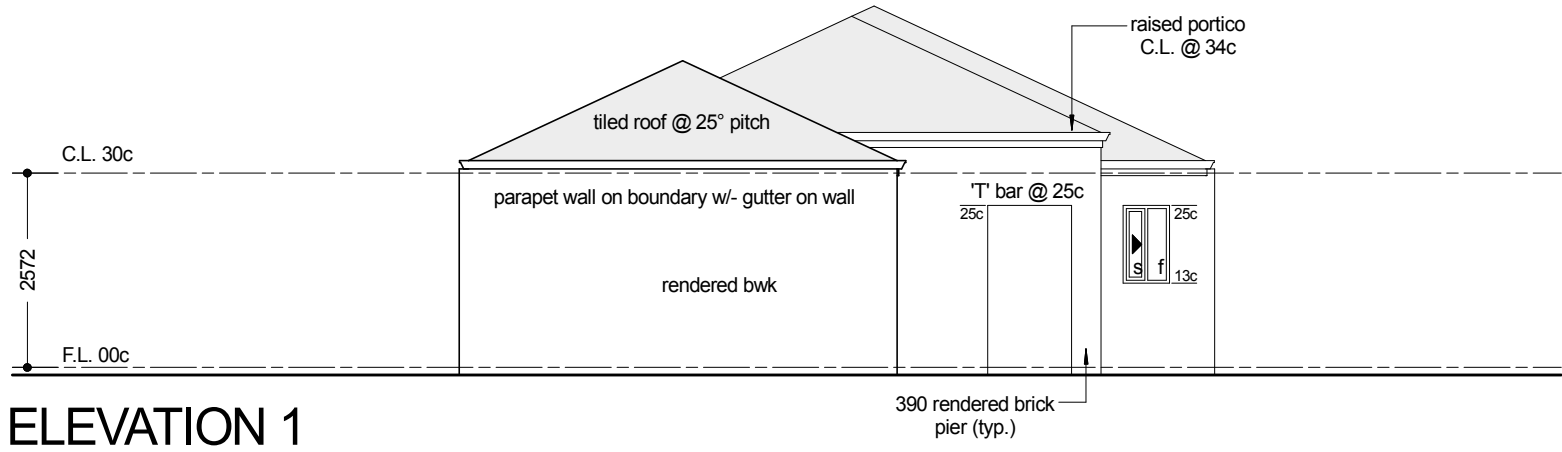 raised portico
C.L. @ 34c
tiled roof @ 25° pitch
C.L. 30c
parapet wall on boundary w/- gutter on wall
'T' bar @ 25c
25c
25c
2572
s f
13c
rendered bwk
F.L. 00c
390 rendered brick
pier (typ.)
ELEVATION 1